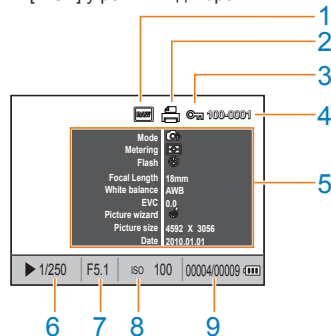 1
2
3
RAW 100-0001 4
Mode
Metering
Flash
Focal Length 18mm
White balance AWB
EVC 0.0
Picture wizard
Picture size 4592 X 3056
Date 2010.01.01
5
1/250 F5.1 ISO 100 00004/00009
6 7 8 9